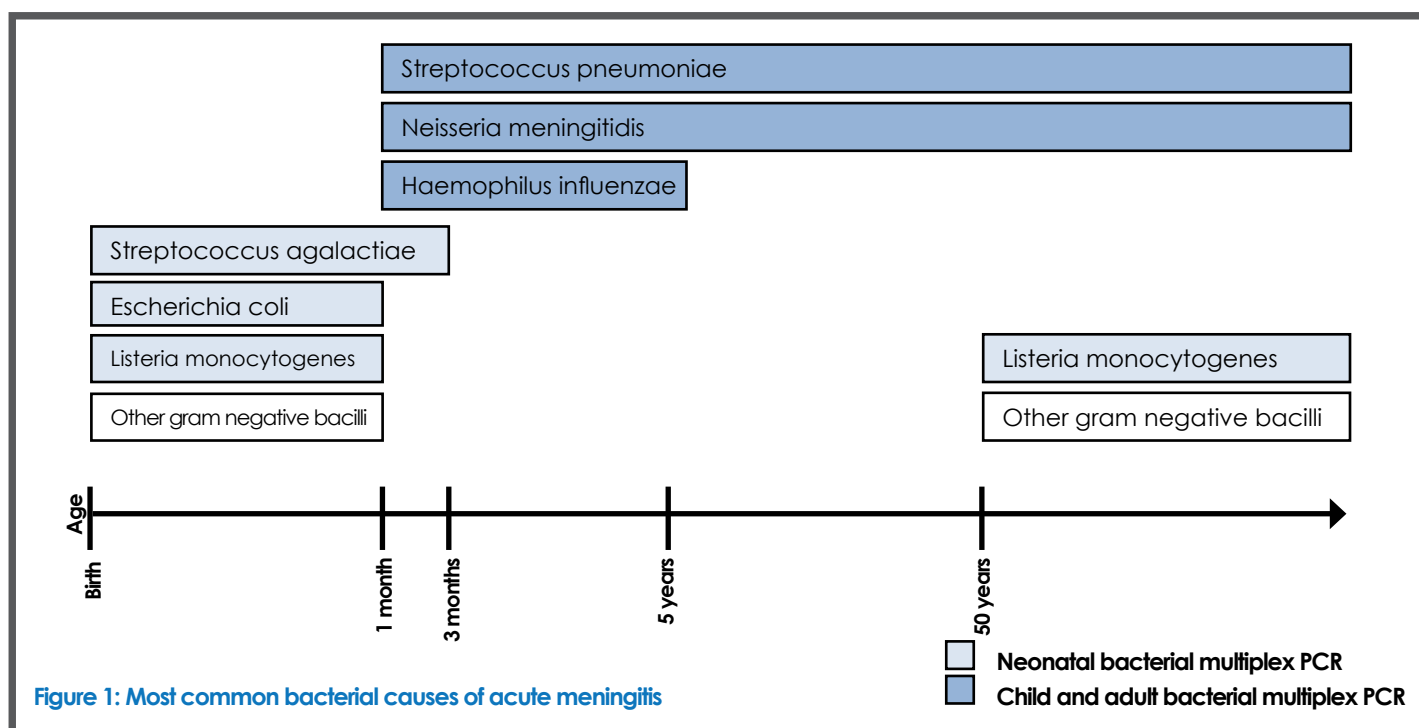 Streptococcus pneumoniae
Neisseria meningitidis
Haemophilus influenzae
Streptococcus agalactiae
Escherichia coli
Listeria monocytogenes
Listeria monocytogenes
Other gram negative bacilli
Other gram negative bacilli
Age
Birth
1 month
3 months
5 years
50 years
Neonatal bacterial multiplex PCR
Child and adult bacterial multiplex PCR
Figure 1: Most common bacterial causes of acute meningitis